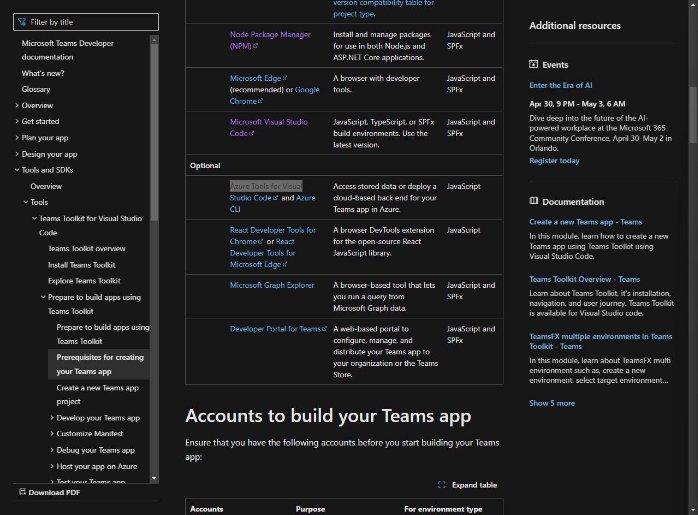 Filter by title
Microsoft Teams Developer
documentation
What's new?
Glossary
Overview
Get started
Plan your app
Design your app
Tools and SDKs
Overview
Tools
Teams Toolkit for Visual Studio
Code
Teams Toolkit overview
Install Teams Toolkit
Explore Teams Toolkit
Prepare to build apps using
Teams Toolkit
Prepare to build apps using
Teams Toolkit
Prerequisites for creating
your Teams app
Create a new Teams app
project
Develop your Teams app
Customize Manifest
Debug your Teams app
Host your app on Azure
Test your Teams app
Download PDF
version compatibility table for
project type.
Node Package Manager
(NPM)
Install and manage packages
for use in both Node.js and
ASP.NET Core applications.
JavaScript and
SPFx
Microsoft Edge
(recommended) or Google
Chrome
A browser with developer
tools.
JavaScript and
SPFx
Microsoft Visual Studio
Code
JavaScript, TypeScript, or SPFx
build environments. Use the
latest version.
JavaScript and
SPFx
Optional
Azure Tools for Visual
Studio Code and Azure
CLI
Access stored data or deploy a
cloud-based back end for your
Teams app in Azure.
JavaScript
React Developer Tools for
Chrome or React
Developer Tools for
Microsoft Edge
A browser DevTools extension
for the open-source React
JavaScript library.
JavaScript
Microsoft Graph Explorer
A browser-based tool that lets
you run a query from
Microsoft Graph data.
JavaScript and
SPFx
Developer Portal for Teams
A web-based portal to
configure, manage, and
distribute your Teams app to
your organization or the Teams
Store.
JavaScript and
SPFx
Accounts to build your Teams app
Ensure that you have the following accounts before you start building your Teams
app:
Expand table
Accounts Purpose For environment type
Additional resources
Events
Enter the Era of AI
Apr 30, 9 PM - May 3, 6 AM
Dive deep into the future of the AI-
powered workplace at the Microsoft 365
Community Conference, April 30-May 2 in
Orlando.
Register today
Documentation
Create a new Teams app - Teams
In this module, learn how to create a new
Teams app using Teams Toolkit using
Visual Studio Code.
Teams Toolkit Overview - Teams
Learn about Teams Toolkit, it's installation,
navigation, and user journey. Teams Toolkit
is available for Visual Studio code.
TeamsFX multiple environments in Teams
Toolkit - Teams
In this module, learn about TeamsFX multi
environment such as, create a new
environment, select target environment...
Show 5 more